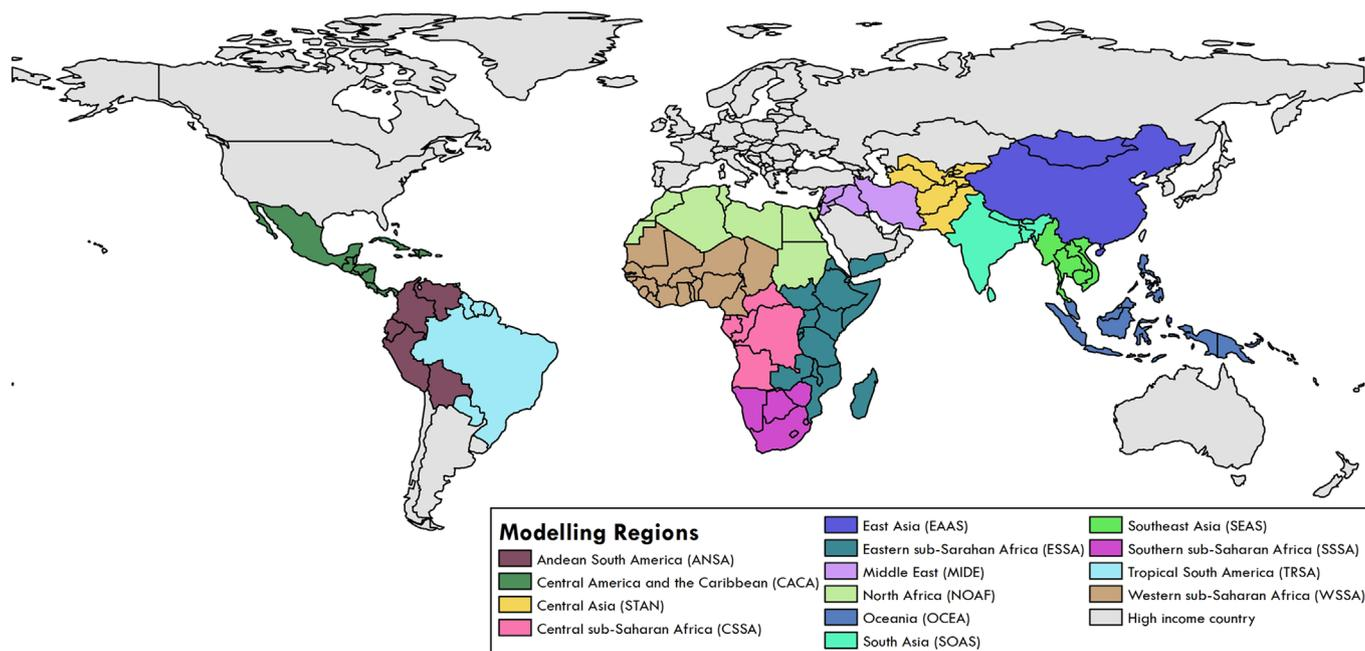 Modelling Regions
Andean South America (ANSA)
Central America and the Caribbean (CACA)
Central Asia (STAN)
Central sub-Saharan Africa (CSSA)
East Asia (EAAS)
Eastern sub-Sarahan Africa (ESSA)
Middle East (MIDE)
North Africa (NOAF)
Oceania (OCEA)
South Asia (SOAS)
Southeast Asia (SEAS)
Southern sub-Saharan Africa (SSSA)
Tropical South America (TRSA)
Western sub-Saharan Africa (WSSA)
High income country